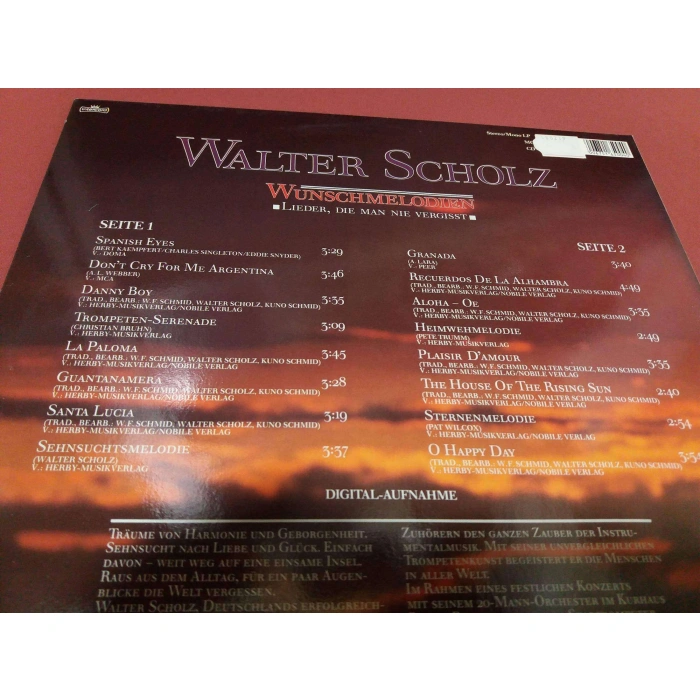 Stereo/Mono LP
CD
WALTER SCHOLZ
WUNSCHMELODIEN
■ LIEDER, DIE MAN NIE VERGISST ■
SEITE 1
SPANISH EYES 3:29
(BERT KAEMPFERT/CHARLES SINGLETON/EDDIE SNYDER)
V.: DOMA
DON'T CRY FOR ME ARGENTINA 3:46
(A.L. WEBBER)
V.: MCA
DANNY BOY 3:35
(TRAD., BEARB.: W.F. SCHMID, WALTER SCHOLZ, KUNO SCHMID)
V.: HERBY-MUSIKVERLAG/NOBILE VERLAG
TROMPETEN-SERENADE 3:09
(CHRISTIAN BRUHN)
V.: HERBY-MUSIKVERLAG/NOBILE VERLAG
LA PALOMA 3:45
(TRAD., BEARB.: W.F. SCHMID, WALTER SCHOLZ, KUNO SCHMID)
V.: HERBY-MUSIKVERLAG/NOBILE VERLAG
GUANTANAMERA 3:28
(TRAD., BEARB.: W.F. SCHMID, WALTER SCHOLZ, KUNO SCHMID)
V.: HERBY-MUSIKVERLAG/NOBILE VERLAG
SANTA LUCIA 3:19
(TRAD., BEARB.: W.F. SCHMID, WALTER SCHOLZ, KUNO SCHMID)
V.: HERBY-MUSIKVERLAG/NOBILE VERLAG
SEHNSUCHTSMELODIE 3:37
(WALTER SCHOLZ)
V.: HERBY-MUSIKVERLAG
SEITE 2
GRANADA 3:40
(A. LARA)
V.: PEER
RECUERDOS DE LA ALHAMBRA 4:49
(TRAD., BEARB.: W.F. SCHMID, WALTER SCHOLZ, KUNO SCHMID)
V.: HERBY-MUSIKVERLAG/NOBILE VERLAG
ALOHA – OE 3:35
(TRAD., BEARB.: W.F. SCHMID, WALTER SCHOLZ, KUNO SCHMID)
V.: HERBY-MUSIKVERLAG/NOBILE VERLAG
HEIMWEHMELODIE 2:49
(PETE TRUMM)
V.: HERBY-MUSIKVERLAG
PLAISIR D'AMOUR 3:35
(TRAD., BEARB.: W.F. SCHMID, WALTER SCHOLZ, KUNO SCHMID)
V.: HERBY-MUSIKVERLAG/NOBILE VERLAG
THE HOUSE OF THE RISING SUN 2:40
(TRAD., BEARB.: W.F. SCHMID, WALTER SCHOLZ, KUNO SCHMID)
V.: HERBY-MUSIKVERLAG/NOBILE VERLAG
STERNENMELODIE 2:54
(PAT WILCOX)
V.: HERBY-MUSIKVERLAG/NOBILE VERLAG
O HAPPY DAY
(TRAD., BEARB.: W.F. SCHMID, WALTER SCHOLZ, KUNO SCHMID)
V.: HERBY-MUSIKVERLAG/NOBILE VERLAG
DIGITAL-AUFNAHME
TRÄUME VON HARMONIE UND GEBORGENHEIT.
SEHNSUCHT NACH LIEBE UND GLÜCK. EINFACH
DAVON – WEIT WEG AUF EINE EINSAME INSEL.
RAUS AUS DEM ALLTAG, FÜR EIN PAAR AUGEN-
BLICKE DIE WELT VERGESSEN.
WALTER SCHOLZ, DEUTSCHLANDS ERFOLGREICH-
ZUHÖRERN DEN GANZEN ZAUBER DER INSTRU-
MENTALMUSIK. MIT SEINER UNVERGLEICHLICHEN
TROMPETENKUNST BEGEISTERT ER DIE MENSCHEN
IN ALLER WELT.
IM RAHMEN EINES FESTLICHEN KONZERTS
MIT SEINEM 20-MANN-ORCHESTER IM KURHAUS